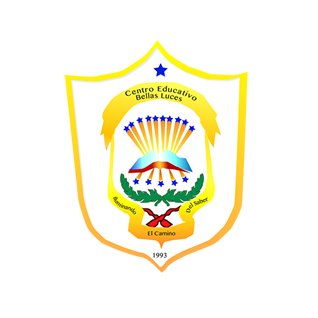 Centro Educativo
Bellas Luces
Iluminando
El Camino
Del Saber
1993